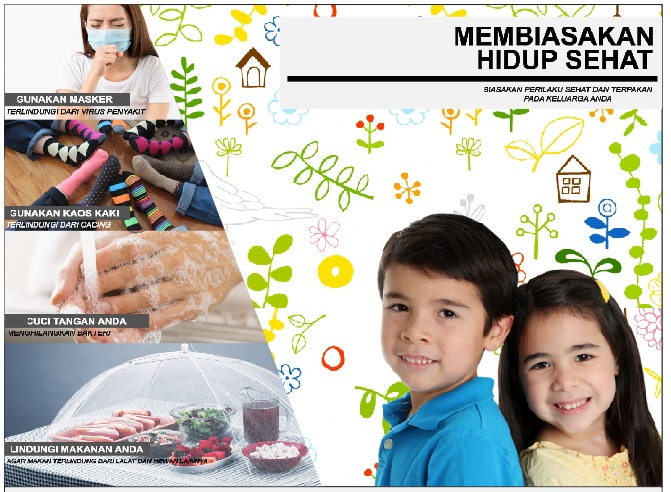 MEMBIASAKAN
HIDUP SEHAT
BIASAKAN PERILAKU SEHAT DAN TERPAKAN
PADA KELUARGA ANDA
GUNAKAN MASKER
TERLINDUNGI DARI VIRUS PENYAKIT
GUNAKAN KAOS KAKI
TERLINDUNGI DARI CACING
CUCI TANGAN ANDA
MENGHILANGKAN BAKTERI
LINDUNGI MAKANAN ANDA
AGAR MAKAN TERLINDUNG DARI LALAT DAN HEWAN LAINNYA